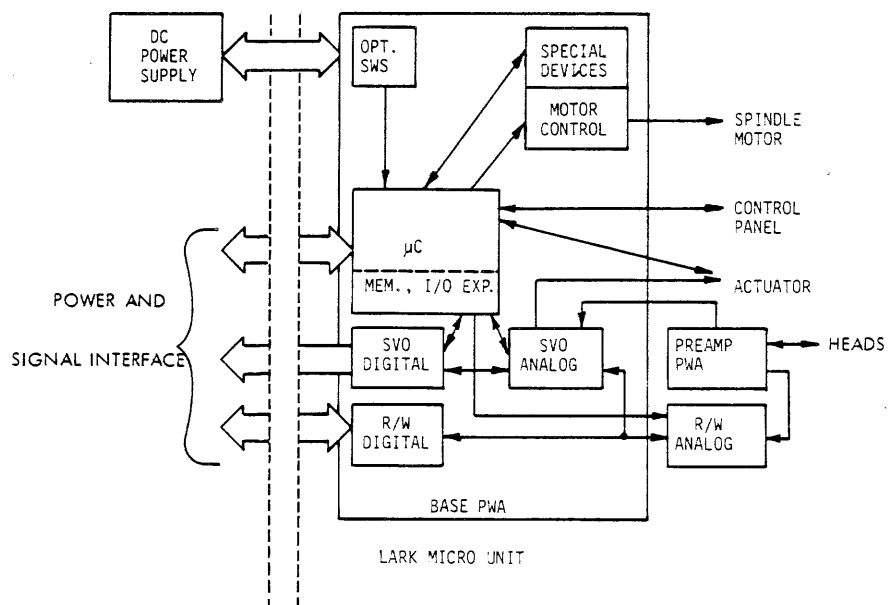 DC
POWER
SUPPLY
OPT.
SWS
SPECIAL
DEVICES
MOTOR
CONTROL
SPINDLE
MOTOR
CONTROL
PANEL
µC
MEM., I/O EXP.
ACTUATOR
POWER AND
SIGNAL INTERFACE
SVO
DIGITAL
SVO
ANALOG
PREAMP
PWA
HEADS
R/W
DIGITAL
R/W
ANALOG
BASE PWA
LARK MICRO UNIT